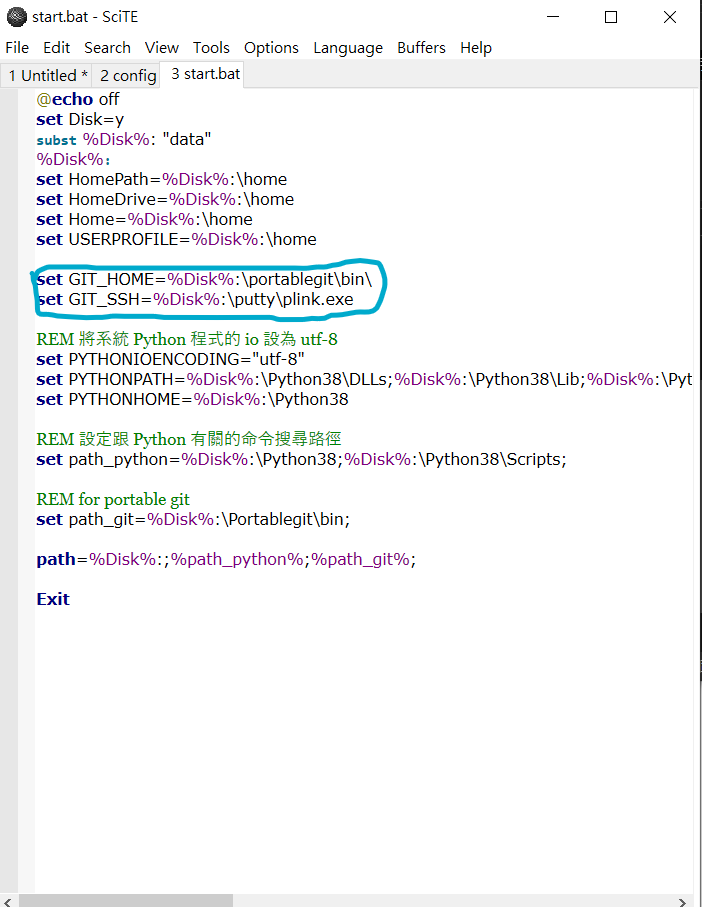 start.bat - SciTE
File Edit Search View Tools Options Language Buffers Help
1 Untitled * 2 config 3 start.bat
@echo off
set Disk=y
subst %Disk%: "data"
%Disk%:
set HomePath=%Disk%:\home
set HomeDrive=%Disk%:\home
set Home=%Disk%:\home
set USERPROFILE=%Disk%:\home
set GIT_HOME=%Disk%:\portablegit\bin\
set GIT_SSH=%Disk%:\putty\plink.exe
REM 將系統 Python 程式的 io 設為 utf-8
set PYTHONIOENCODING="utf-8"
set PYTHONPATH=%Disk%:\Python38\DLLs;%Disk%:\Python38\Lib;%Disk%:\Pyt
set PYTHONHOME=%Disk%:\Python38
REM 設定跟 Python 有關的命令搜尋路徑
set path_python=%Disk%:\Python38;%Disk%:\Python38\Scripts;
REM for portable git
set path_git=%Disk%:\Portablegit\bin;
path=%Disk%:;%path_python%;%path_git%;
Exit